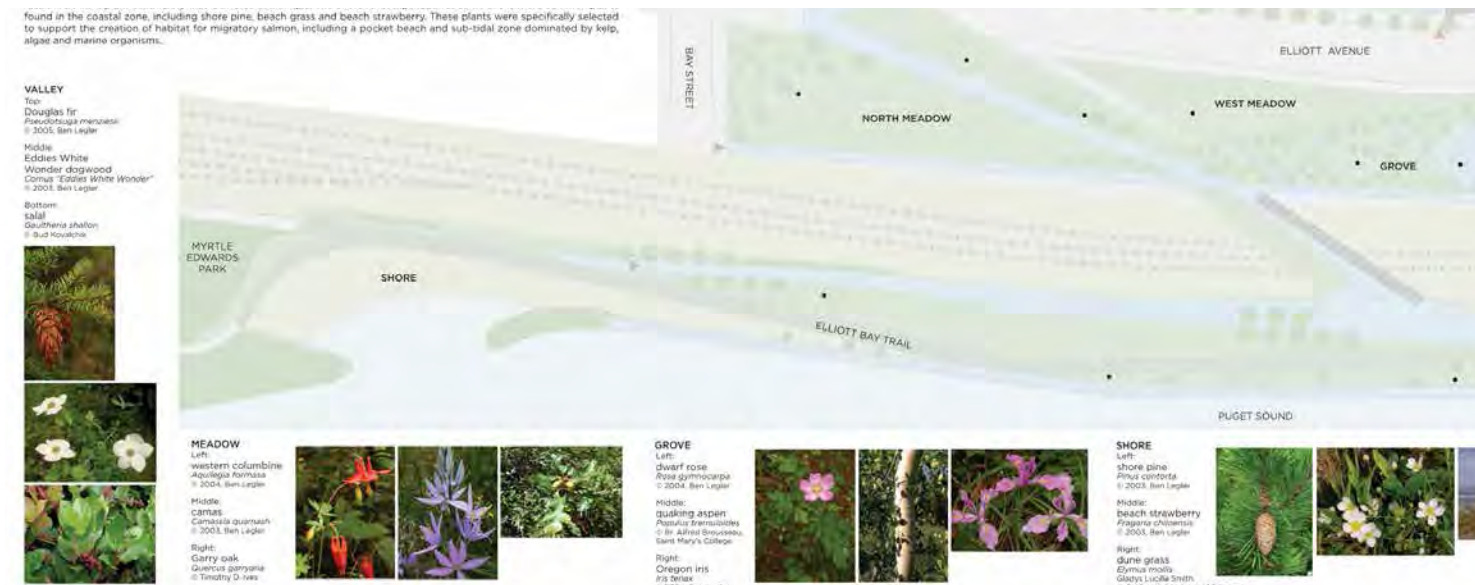 found in the coastal zone, including shore pine, beach grass and beach strawberry. These plants were specifically selected
to support the creation of habitat for migratory salmon, including a pocket beach and sub-tidal zone dominated by kelp,
algae and marine organisms.
VALLEY
Top:
Douglas fir
Pseudotsuga menziesii
© 2005, Ben Legler
Middle
Eddies White
Wonder dogwood
Cornus "Eddies White Wonder"
© 2003, Ben Legler
Bottom:
salal
Gaultheria shallon
© Bud Kovalchik
BAY STREET
ELLIOTT AVENUE
NORTH MEADOW
WEST MEADOW
GROVE
MYRTLE
EDWARDS
PARK
SHORE
ELLIOTT BAY TRAIL
PUGET SOUND
MEADOW
Left:
western columbine
Aquilegia formosa
© 2004, Ben Legler
Middle:
camas
Camassia quamash
© 2003, Ben Legler
Right:
Garry oak
Quercus garryana
© Timothy D. Ives
GROVE
Left:
dwarf rose
Rosa gymnocarpa
© 2004, Ben Legler
Middle:
quaking aspen
Populus tremuloides
© Br. Alfred Brousseau,
Saint Mary's College
Right:
Oregon iris
Iris tenax
SHORE
Left:
shore pine
Pinus contorta
© 2003, Ben Legler
Middle:
beach strawberry
Fragaria chiloensis
© 2003, Ben Legler
Right:
dune grass
Elymus mollis
Gladys Lucille Smith